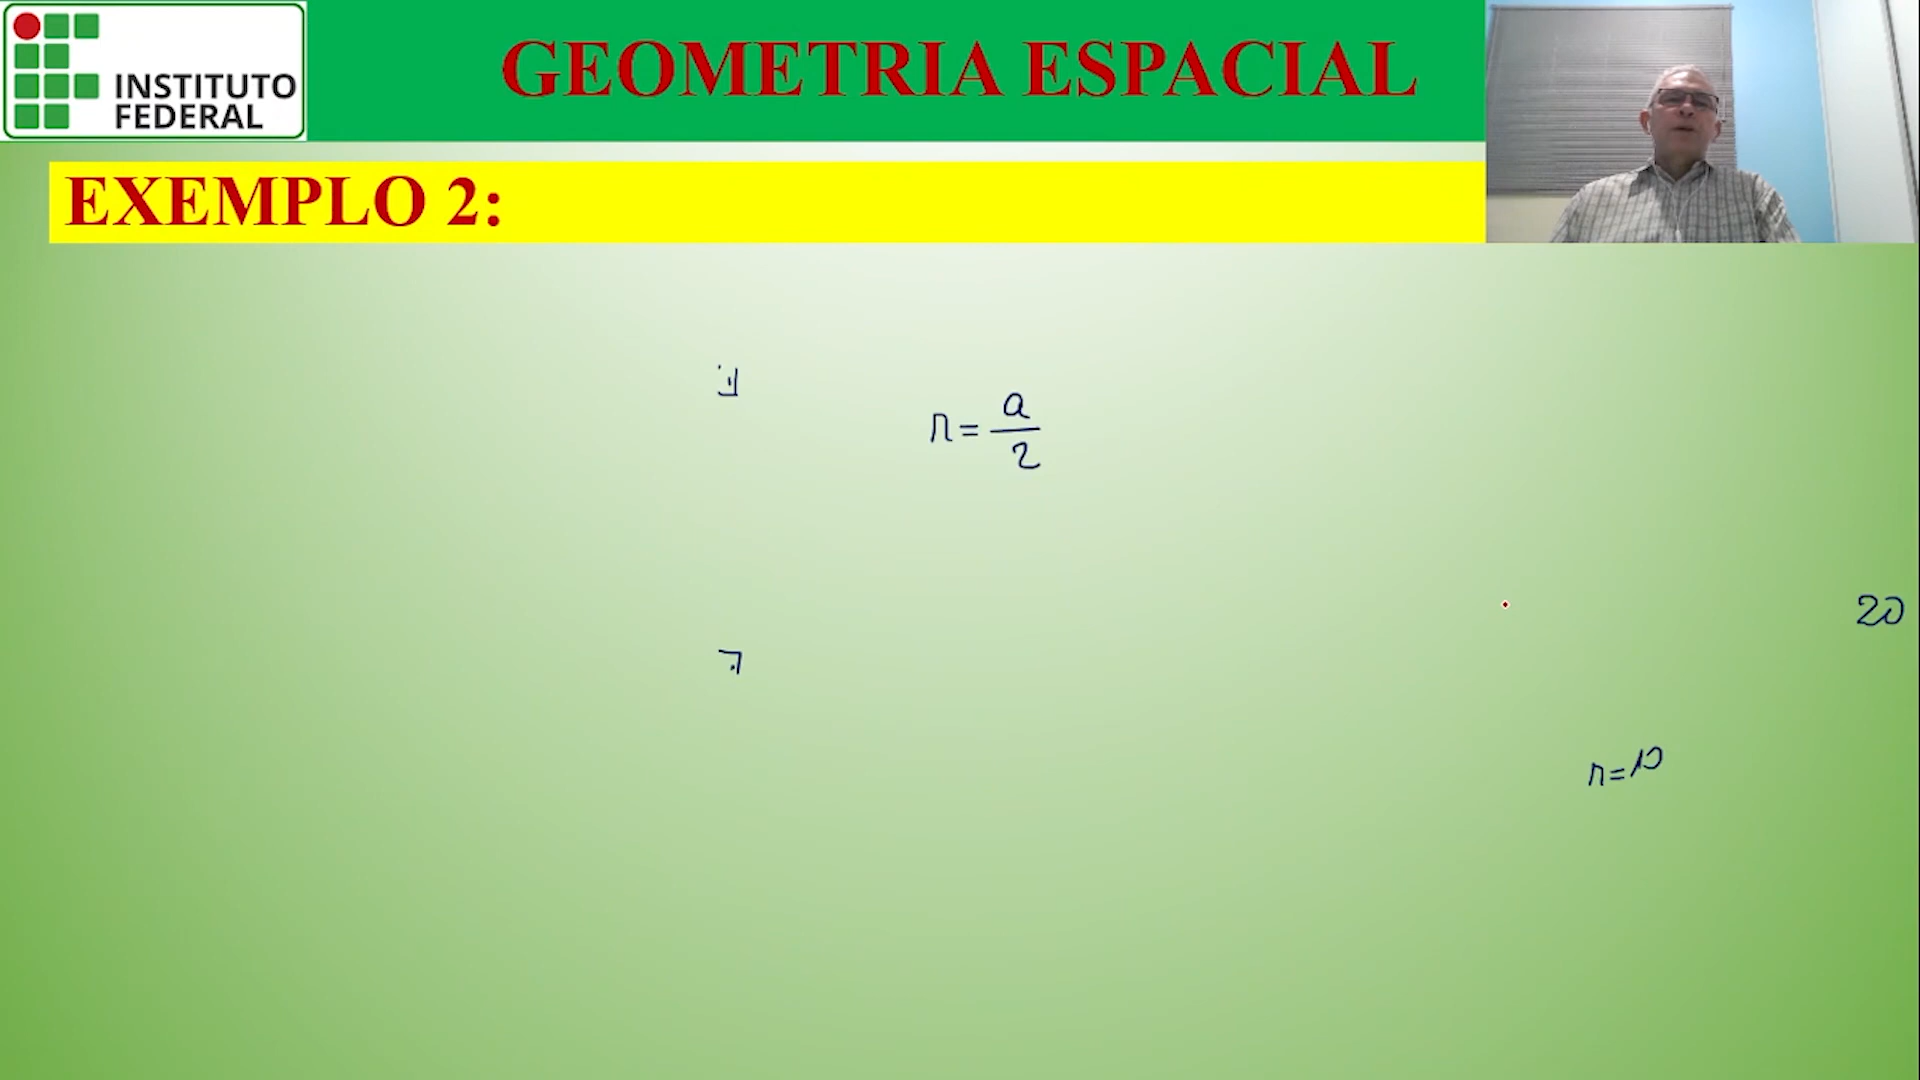 INSTITUTO
FEDERAL
GEOMETRIA ESPACIAL
EXEMPLO 2:
r = a/2
20
r = 10